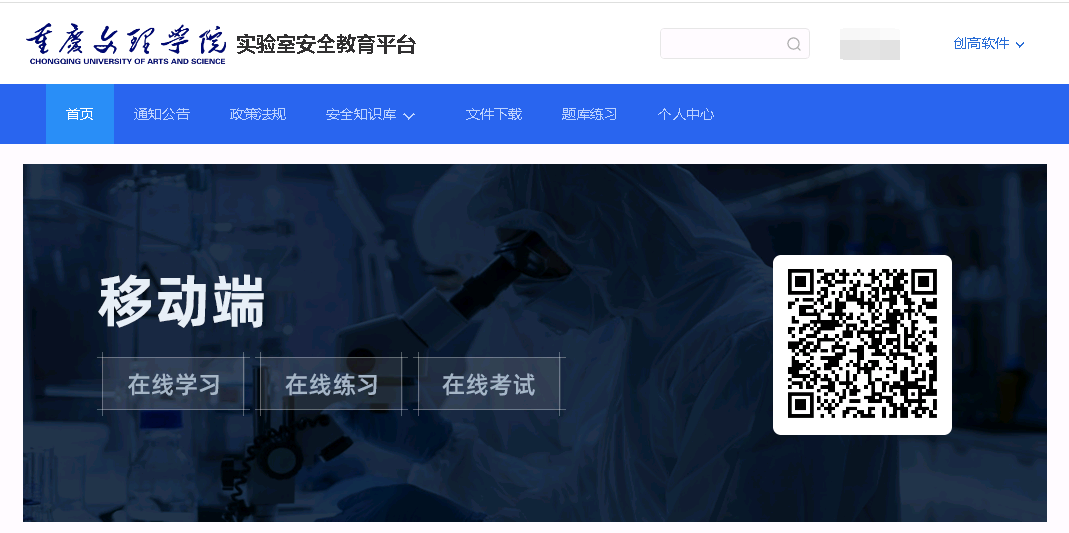 重庆文理学院 实验室安全教育平台
CHONGQING UNIVERSITY OF ARTS AND SCIENCE
创高软件
首页 通知公告 政策法规 安全知识库 文件下载 题库练习 个人中心
移动端
在线学习 在线练习 在线考试